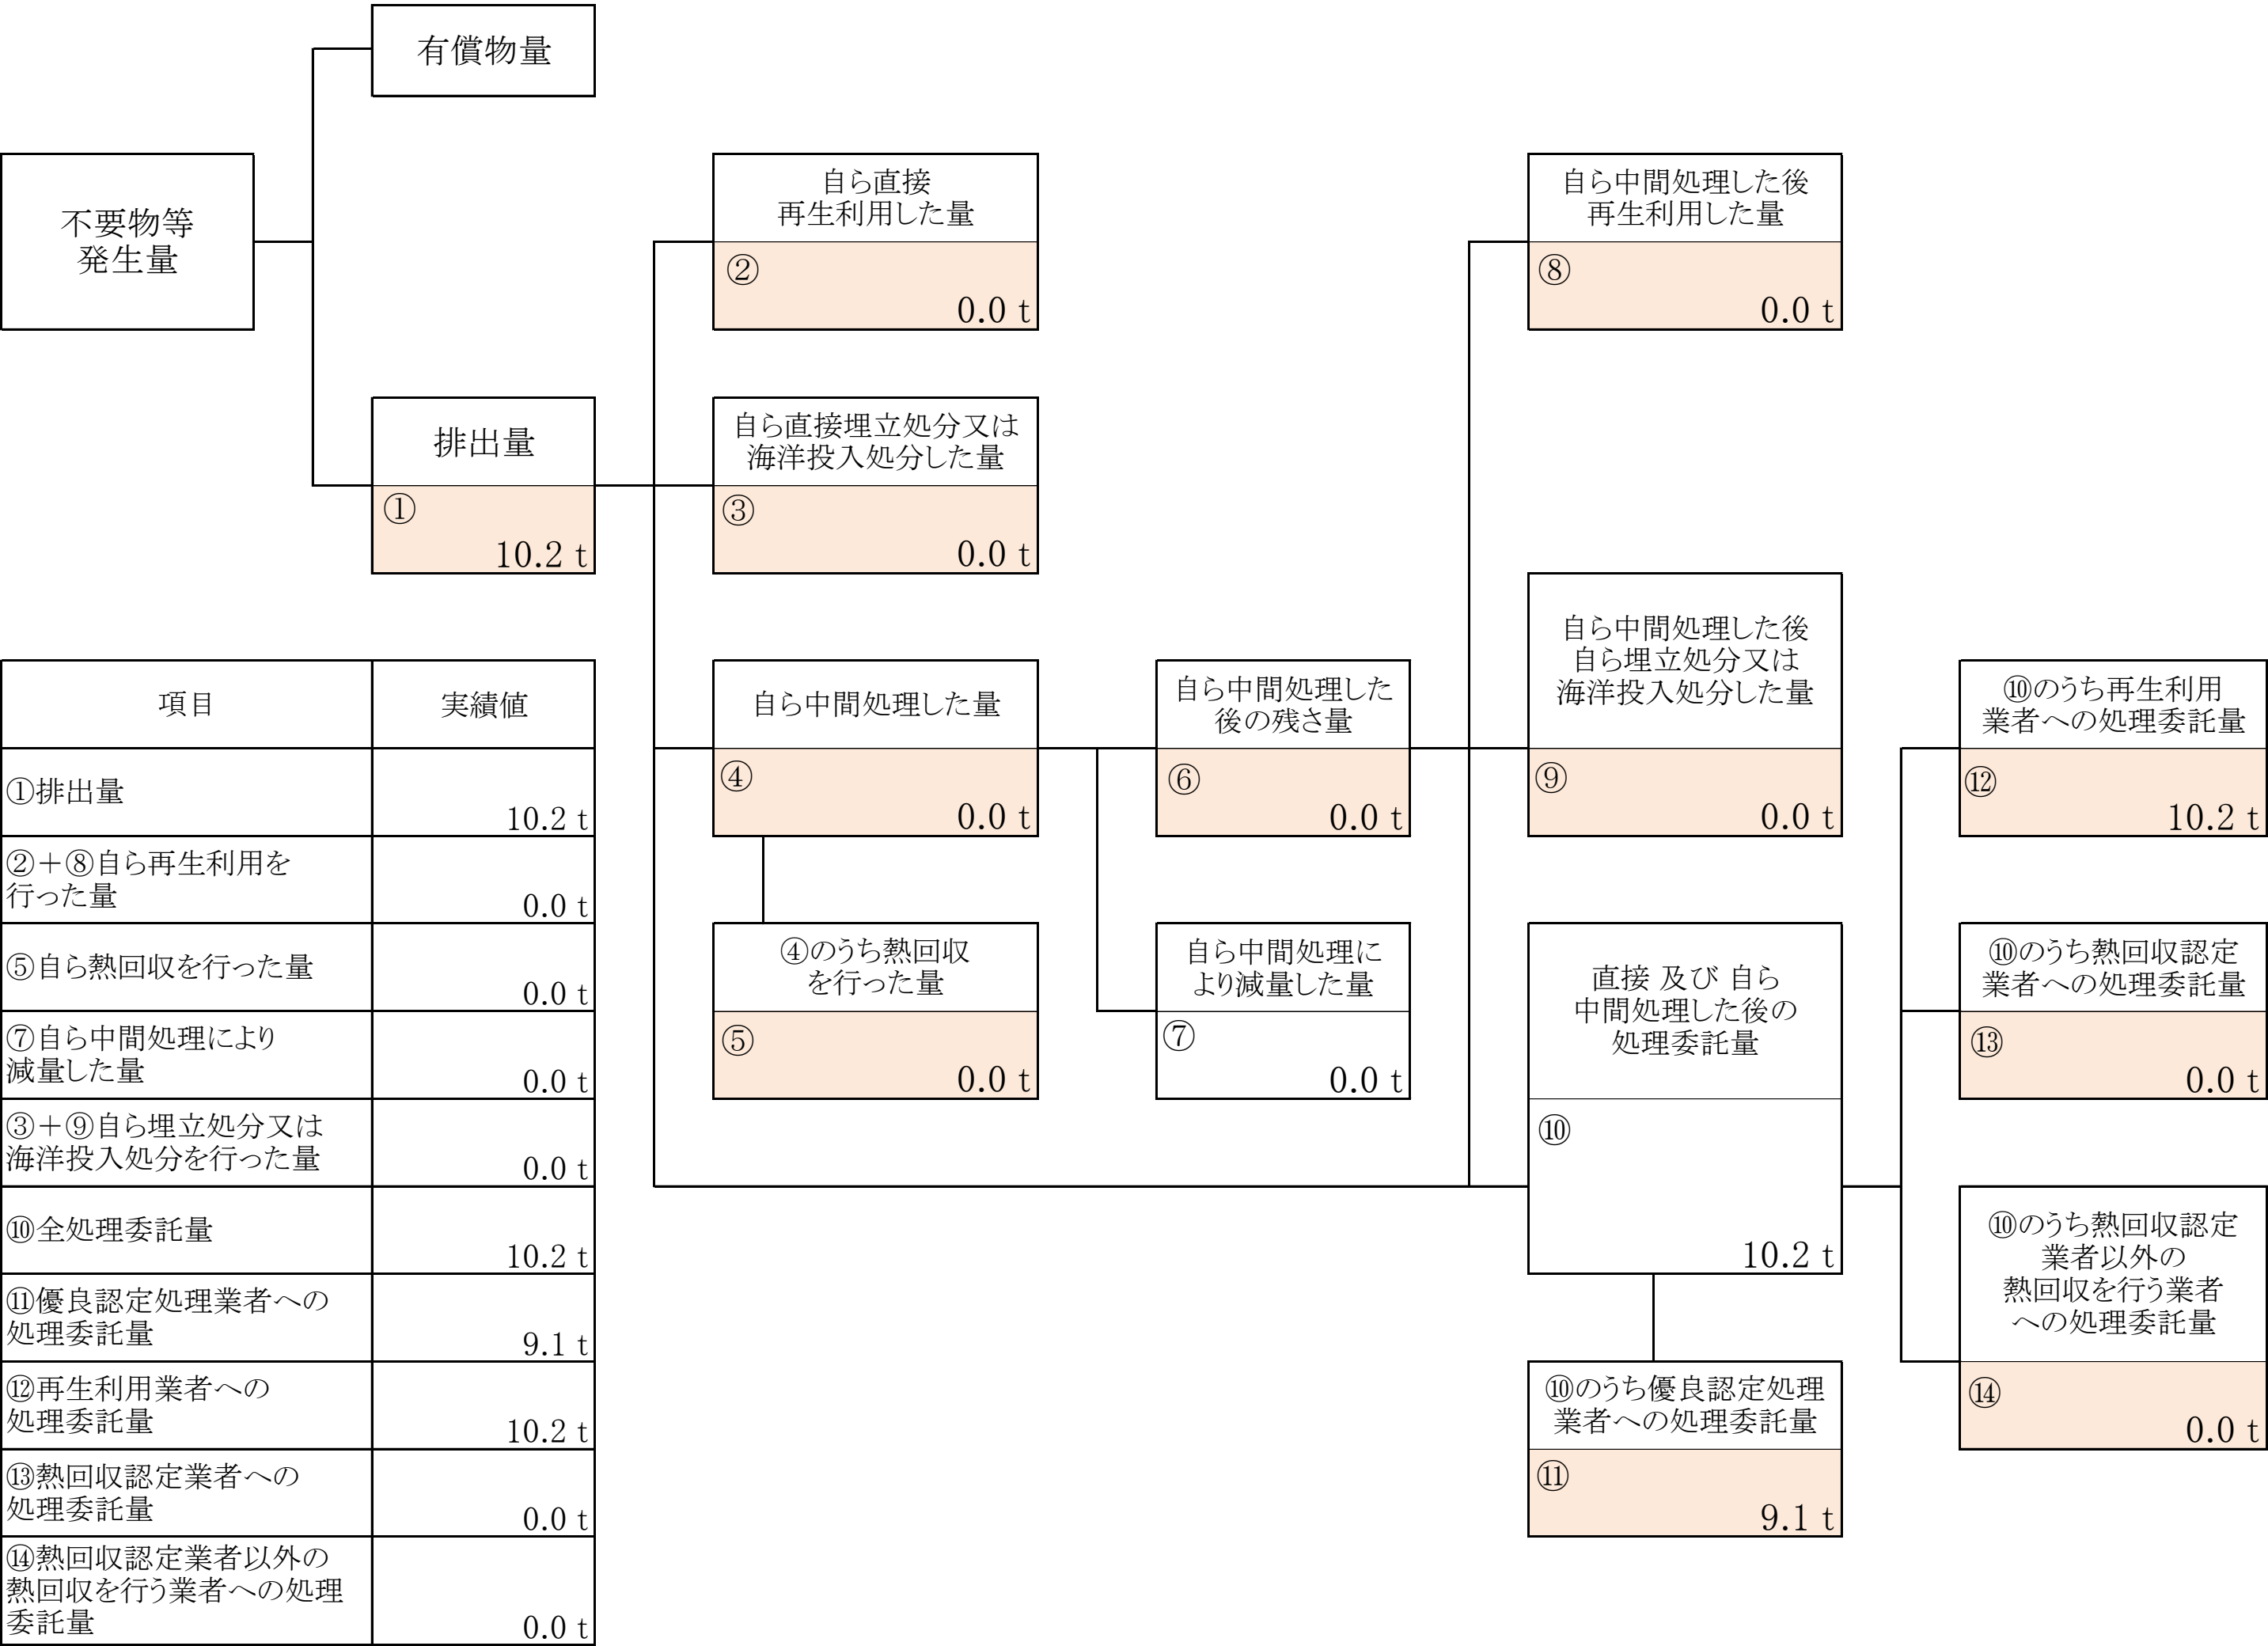 有償物量
不要物等
発生量
排出量
①
10.2 t
自ら直接
再生利用した量
②
0.0 t
自ら直接埋立処分又は
海洋投入処分した量
③
0.0 t
自ら中間処理した量
④
0.0 t
④のうち熱回収
を行った量
⑤
0.0 t
自ら中間処理した
後の残さ量
⑥
0.0 t
自ら中間処理に
より減量した量
⑦
0.0 t
自ら中間処理した後
再生利用した量
⑧
0.0 t
自ら中間処理した後
自ら埋立処分又は
海洋投入処分した量
⑨
0.0 t
直接 及び 自ら
中間処理した後の
処理委託量
⑩
10.2 t
⑩のうち優良認定処理
業者への処理委託量
⑪
9.1 t
⑩のうち再生利用
業者への処理委託量
⑫
10.2 t
⑩のうち熱回収認定
業者への処理委託量
⑬
0.0 t
⑩のうち熱回収認定
業者以外の
熱回収を行う業者
への処理委託量
⑭
0.0 t
項目 実績値
①排出量
10.2 t
②＋⑧自ら再生利用を
行った量
0.0 t
⑤自ら熱回収を行った量
0.0 t
⑦自ら中間処理により
減量した量
0.0 t
③＋⑨自ら埋立処分又は
海洋投入処分を行った量
0.0 t
⑩全処理委託量
10.2 t
⑪優良認定処理業者への
処理委託量
9.1 t
⑫再生利用業者への
処理委託量
10.2 t
⑬熱回収認定業者への
処理委託量
0.0 t
⑭熱回収認定業者以外の
熱回収を行う業者への処理
委託量
0.0 t